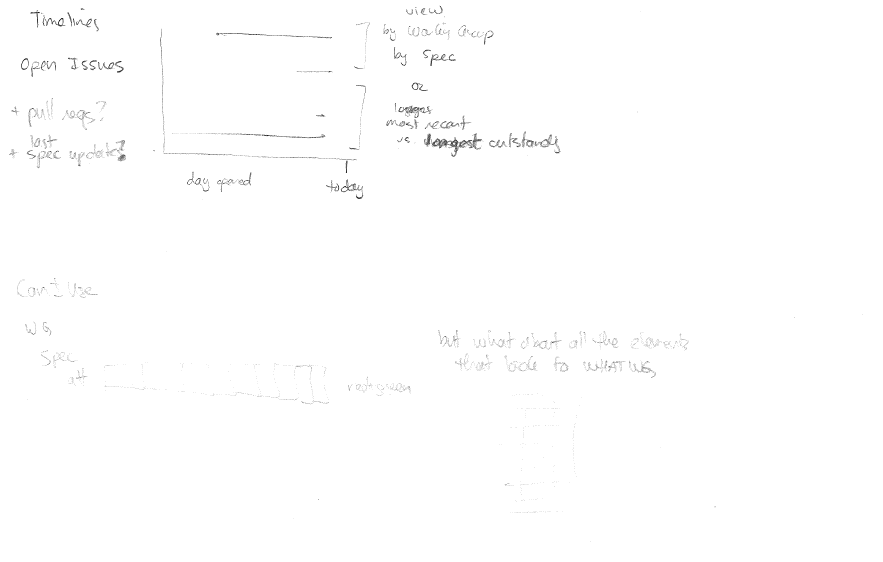 Timelines
Open Issues
+ pull reqs?
last
+ spec update?
day opened
today
view
by Working Group
by Spec
or
most recent
vs. longest outstanding
Can I Use
WG
Spec
att
red+green
but what about all the elements
that look to WHATWG